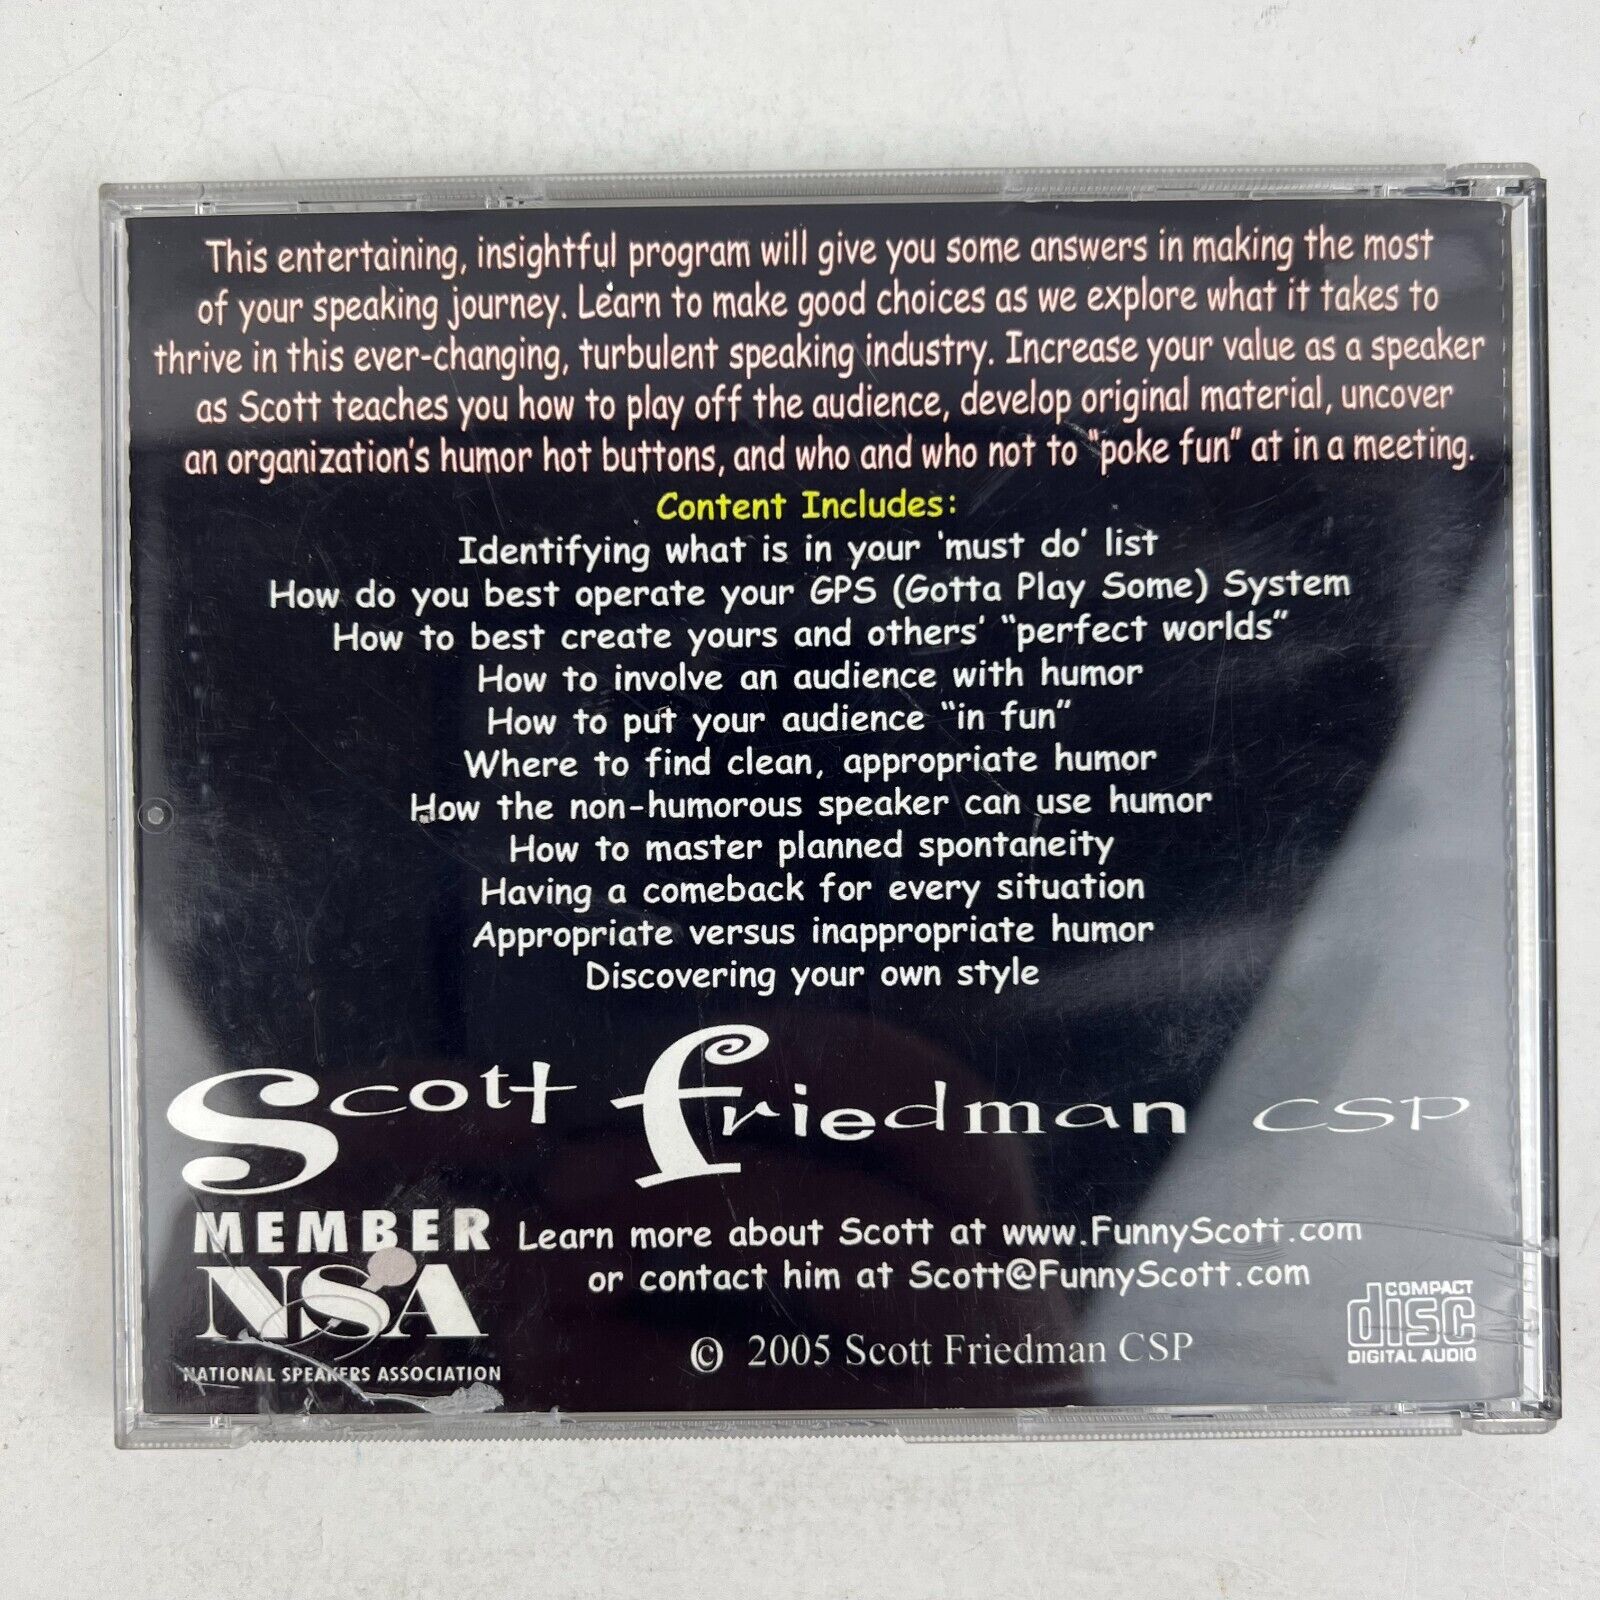 This entertaining, insightful program will give you some answers in making the most
of your speaking journey. Learn to make good choices as we explore what it takes to
thrive in this ever-changing, turbulent speaking industry. Increase your value as a speaker
as Scott teaches you how to play off the audience, develop original material, uncover
an organization's humor hot buttons, and who and who not to "poke fun" at in a meeting.
Content Includes:
Identifying what is in your 'must do' list
How do you best operate your GPS (Gotta Play Some) System
How to best create yours and others' "perfect worlds"
How to involve an audience with humor
How to put your audience "in fun"
Where to find clean, appropriate humor
How the non-humorous speaker can use humor
How to master planned spontaneity
Having a comeback for every situation
Appropriate versus inappropriate humor
Discovering your own style
Scott Friedman CSP
MEMBER
NSA
NATIONAL SPEAKERS ASSOCIATION
Learn more about Scott at www.FunnyScott.com
or contact him at Scott@FunnyScott.com
© 2005 Scott Friedman CSP
COMPACT
disc
DIGITAL AUDIO